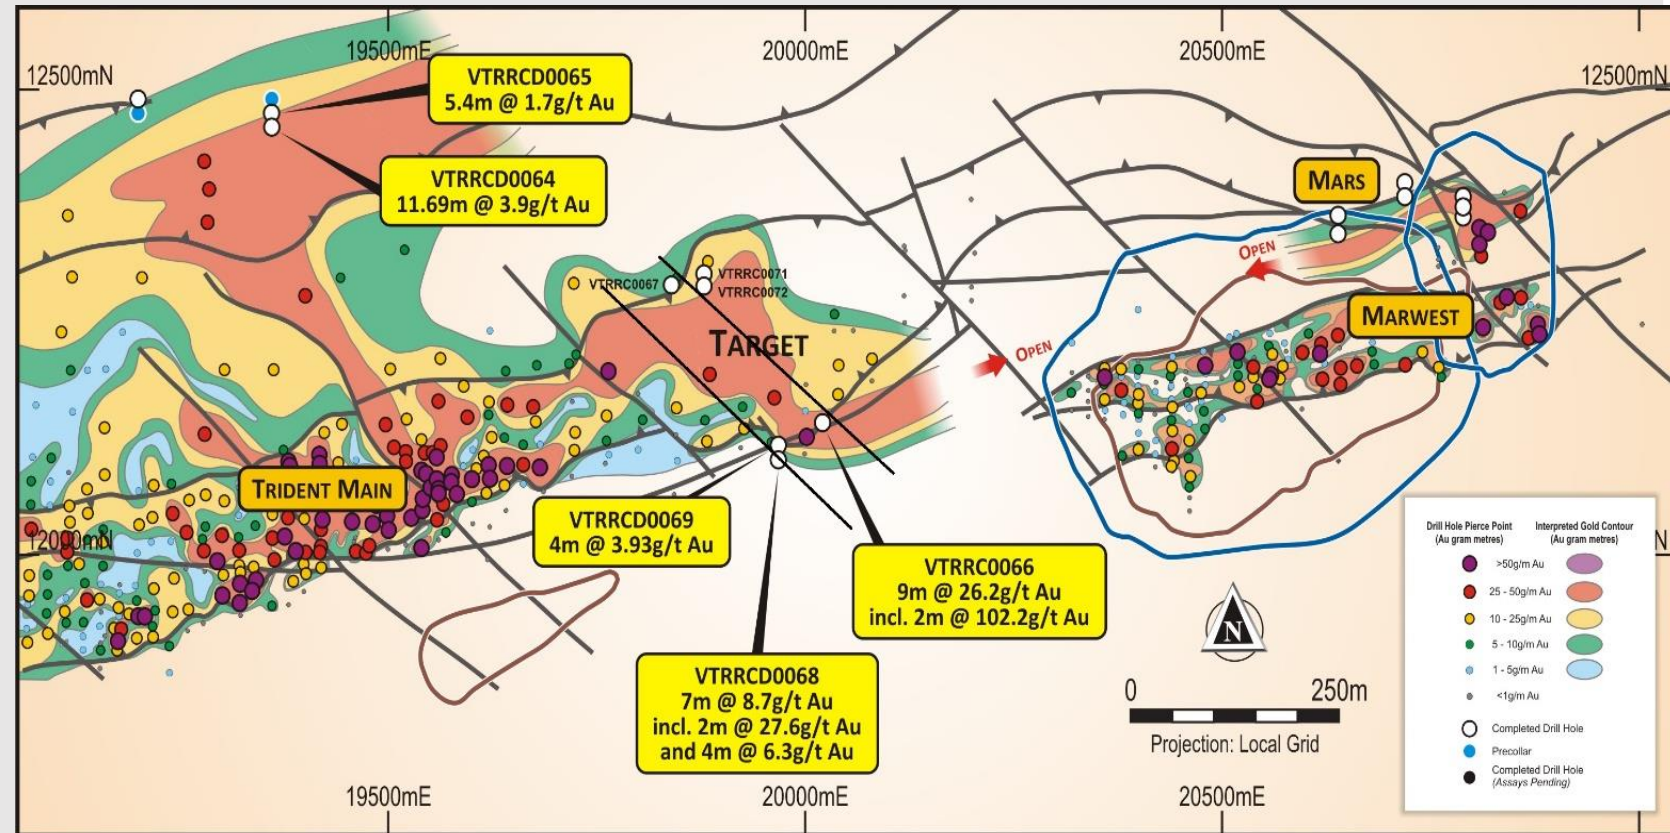 19500mE
20000mE
20500mE
12500mN
12500mN
VTRRCD0065
5.4m @ 1.7g/t Au
VTRRCD0064
11.69m @ 3.9g/t Au
MARS
OPEN
VTRRC0067
VTRRC0071
VTRRC0072
TARGET
MARWEST
OPEN
TRIDENT MAIN
12000mN
N
VTRRCD0069
4m @ 3.93g/t Au
VTRRC0066
9m @ 26.2g/t Au
incl. 2m @ 102.2g/t Au
VTRRCD0068
7m @ 8.7g/t Au
incl. 2m @ 27.6g/t Au
and 4m @ 6.3g/t Au
N
0 250m
Projection: Local Grid
Drill Hole Pierce Point Interpreted Gold Contour
(Au gram metres) (Au gram metres)
>50g/m Au
25 - 50g/m Au
10 - 25g/m Au
5 - 10g/m Au
1 - 5g/m Au
<1g/m Au
Completed Drill Hole
Precollar
Completed Drill Hole
(Assays Pending)
19500mE
20000mE
20500mE